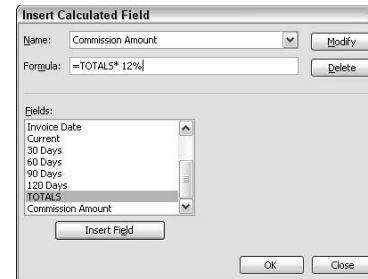 Insert Calculated Field
Name: Commission Amount Modify
Formula: =TOTALS* 12% Delete
Fields:
Invoice Date
Current
30 Days
60 Days
90 Days
120 Days
TOTALS
Commission Amount
Insert Field
OK Close